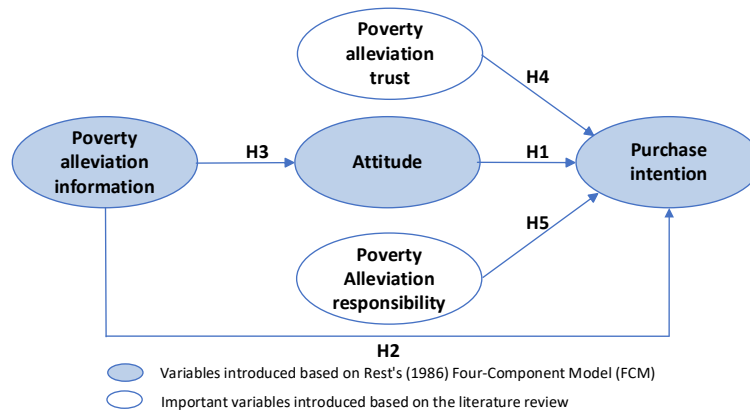 Poverty
alleviation
trust
H4
Poverty
alleviation
information
H3
Attitude
H1
Purchase
intention
H5
Poverty
Alleviation
responsibility
H2
Variables introduced based on Rest's (1986) Four-Component Model (FCM)
Important variables introduced based on the literature review